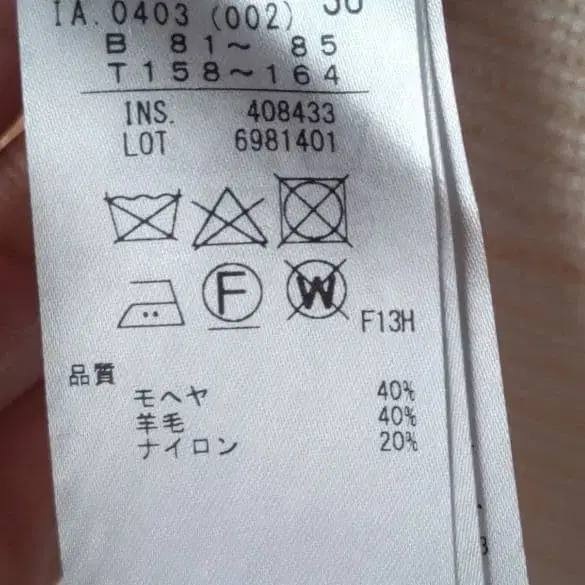 IA.0403 (002)
B 81～ 85
T158～164
INS. 408433
LOT 6981401
F W F13H
品質
モヘヤ 40%
羊毛 40%
ナイロン 20%